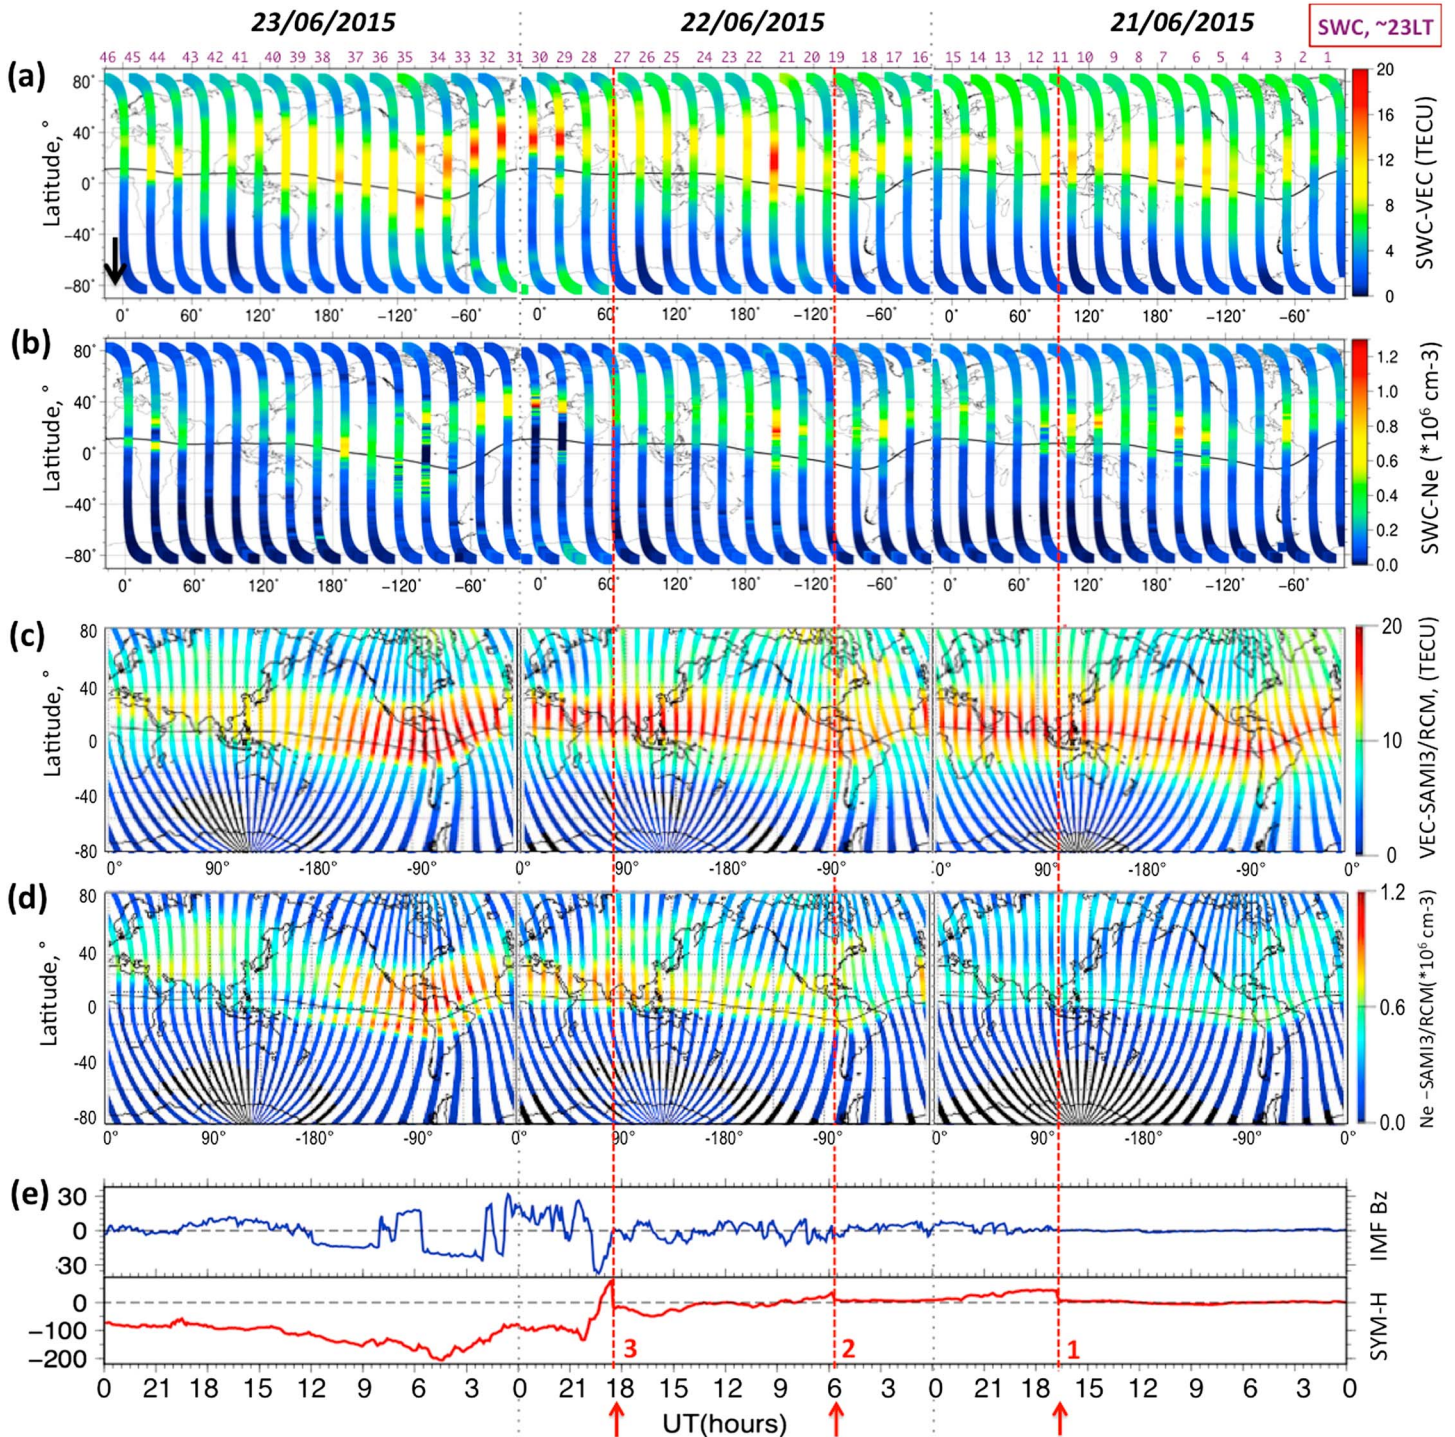 23/06/2015 22/06/2015 21/06/2015 SWC, ~23LT
46 45 44 43 42 41 40 39 38 37 36 35 34 33 32 31 30 29 28 27 26 25 24 23 22 21 20 19 18 17 16 15 14 13 12 11 10 9 8 7 6 5 4 3 2 1
(a)
Latitude, °
80° 40° 0° −40° −80°
0° 60° 120° 180° −120° −60° 0° 60 120° 180° −120° −60° 0° 60° 120° 180° −120° −60°
20 16 12 8 4 0
SWC-VEC (TECU)
(b)
Latitude, °
80° 40° 0° −40° −80°
0° 60° 120° 180° −120° −60° 0° 60 120° 180° −120° −60° 0° 60° 120° 180° −120° −60°
1.2 1.0 0.8 0.6 0.4 0.2 0.0
SWC-Ne (*10⁶ cm-3)
(c)
Latitude, °
80 40 0 -40 -80
0° 90° -180° -90° 0° 90° -180° -90° 0° 90° -180° -90° 0°
20 10 0
VEC-SAMI3/RCM, (TECU)
(d)
Latitude, °
80 40 0 -40 -80
0° 90° -180° -90° 0° 90° -180° -90° 0° 90° -180° -90° 0°
1.2 0.6 0.0
Ne −SAMI3/RCM(*10⁶ cm-3)
(e)
30 0 30
IMF Bz
0 −100 −200
SYM-H
3 2 1
0 21 18 15 12 9 6 3 0 21 18 15 12 9 6 3 0 21 18 15 12 9 6 3 0
UT(hours)